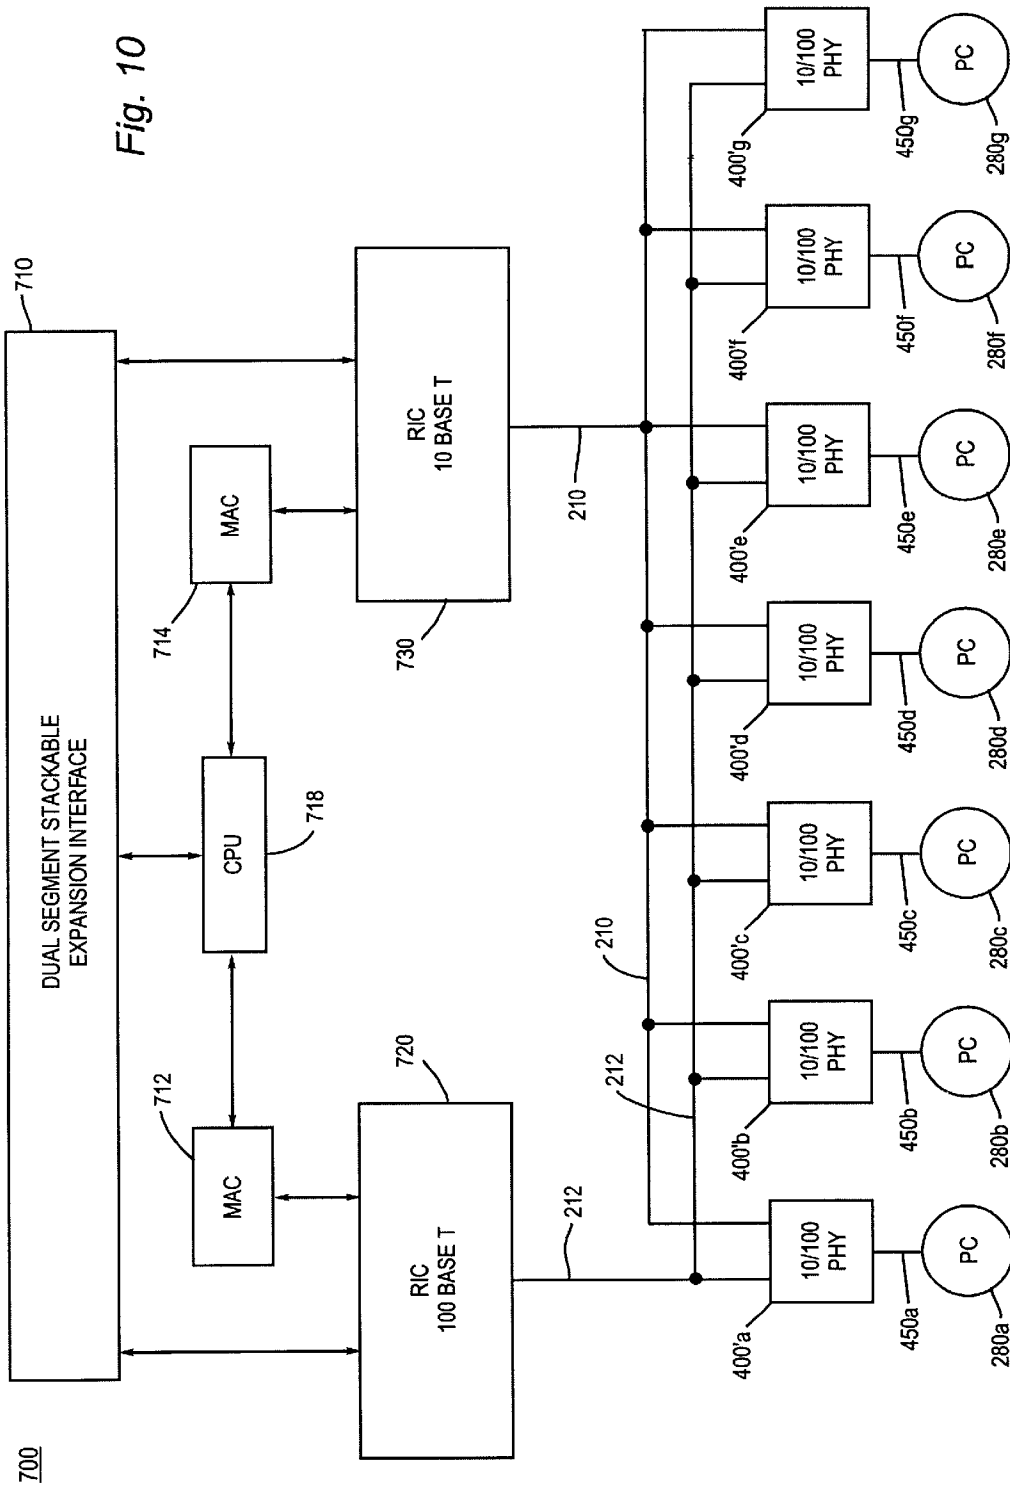 700
Fig. 10
710
DUAL SEGMENT STACKABLE
EXPANSION INTERFACE
712
MAC
CPU
718
714
MAC
720
RIC
100 BASE T
730
RIC
10 BASE T
212
210
212
210
400'a
10/100
PHY
400'b
10/100
PHY
400'c
10/100
PHY
400'd
10/100
PHY
400'e
10/100
PHY
400'f
10/100
PHY
400'g
10/100
PHY
450a
450b
450c
450d
450e
450f
450g
280a
PC
280b
PC
280c
PC
280d
PC
280e
PC
280f
PC
280g
PC